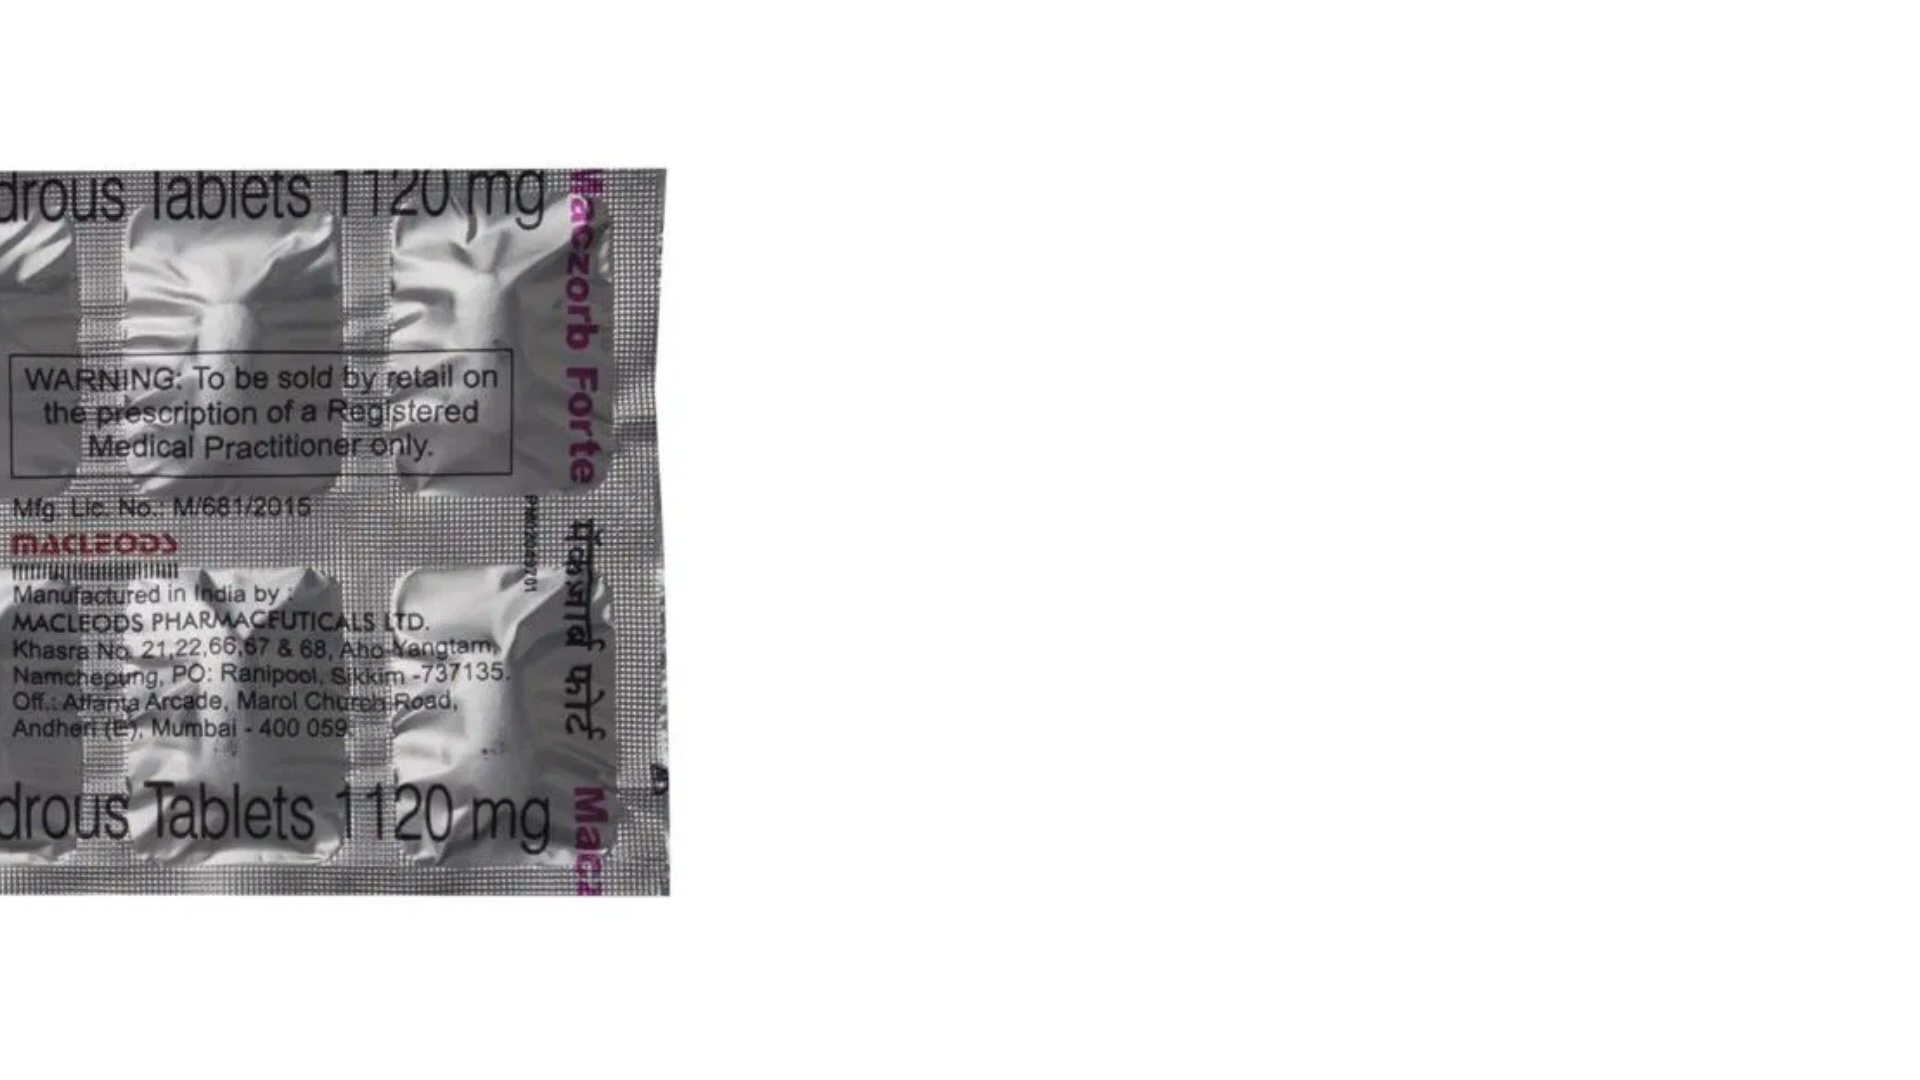 drous Tablets 1120 mg
WARNING: To be sold by retail on
the prescription of a Registered
Medical Practitioner only.
Mfg. Lic. No.: M/681/2015
MACLEODS
Manufactured in India by :
MACLEODS PHARMACEUTICALS LTD.
Khasra No. 21,22,66,67 & 68, Aho-Yangtam,
Namchepung, PO: Ranipool, Sikkim -737135.
Off.: Atlanta Arcade, Marol Church Road,
Andheri (E), Mumbai - 400 059.
drous Tablets 1120 mg
Maczorb Forte
मॅकज़ार्ब फोर्ट
Macz